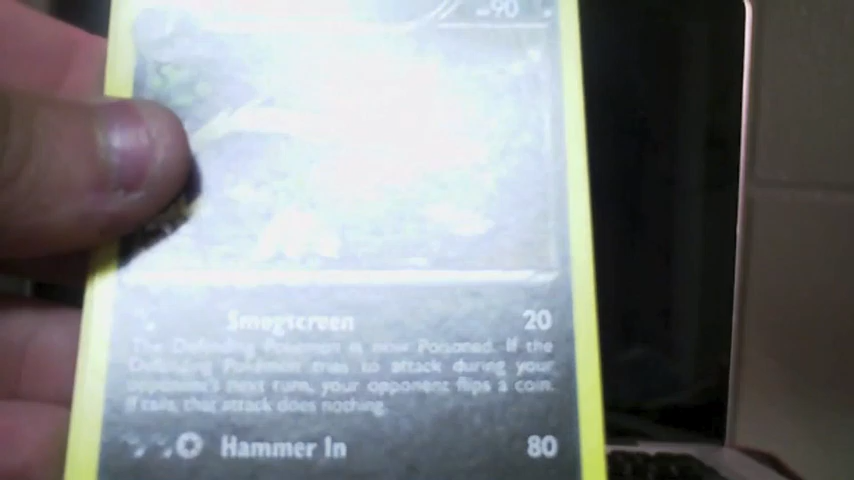 -90
Smogscreen 20
The Defending Pokémon is now Poisoned. If the
Defending Pokémon tries to attack during your
opponent's next turn, your opponent flips a coin.
If tails, that attack does nothing.
Hammer In 80